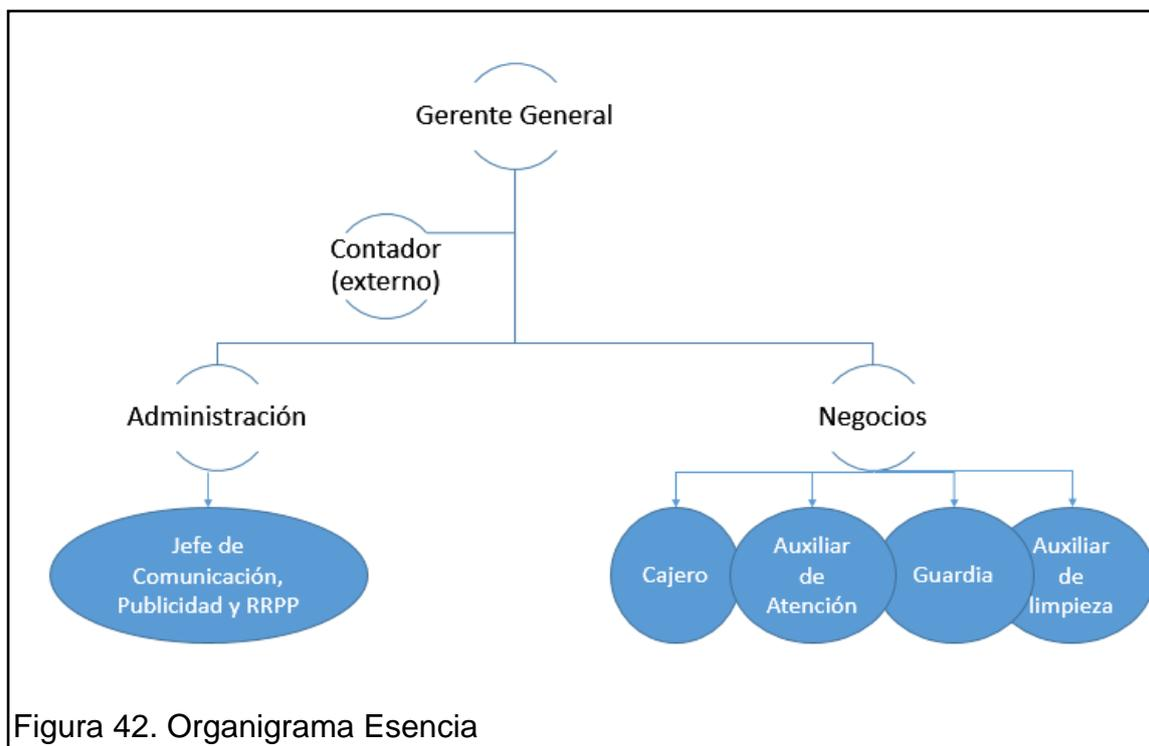 Gerente General
Contador
(externo)
Administración
Negocios
Jefe de
Comunicación,
Publicidad y RRPP
Cajero
Auxiliar
de
Atención
Guardia
Auxiliar
de
limpieza
Figura 42. Organigrama Esencia